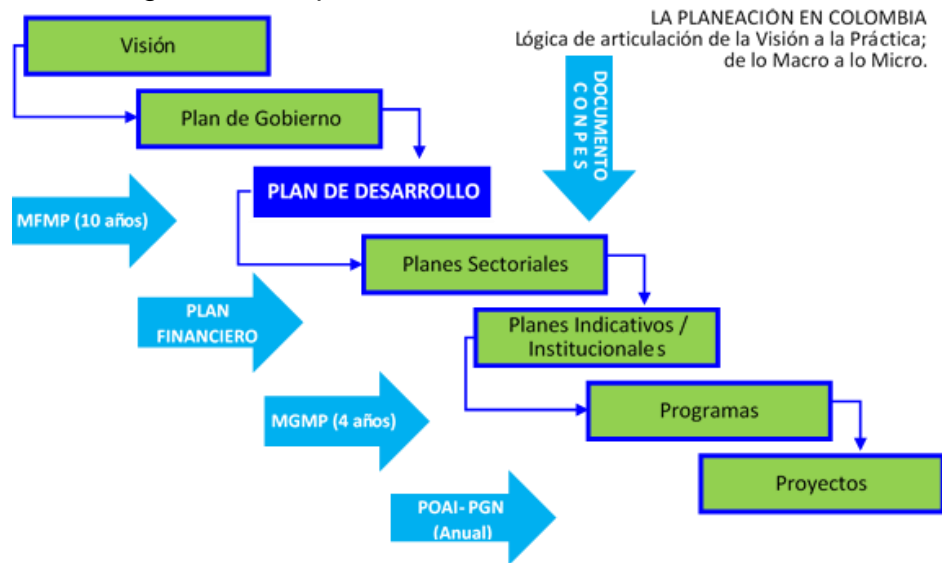 LA PLANEACIÓN EN COLOMBIA
Lógica de articulación de la Visión a la Práctica;
de lo Macro a lo Micro.
Visión
Plan de Gobierno
DOCUMENTO
CONPES
PLAN DE DESARROLLO
MFMP (10 años)
Planes Sectoriales
PLAN
FINANCIERO
Planes Indicativos /
Institucionales
MGMP (4 años)
Programas
Proyectos
POAI- PGN
(Anual)